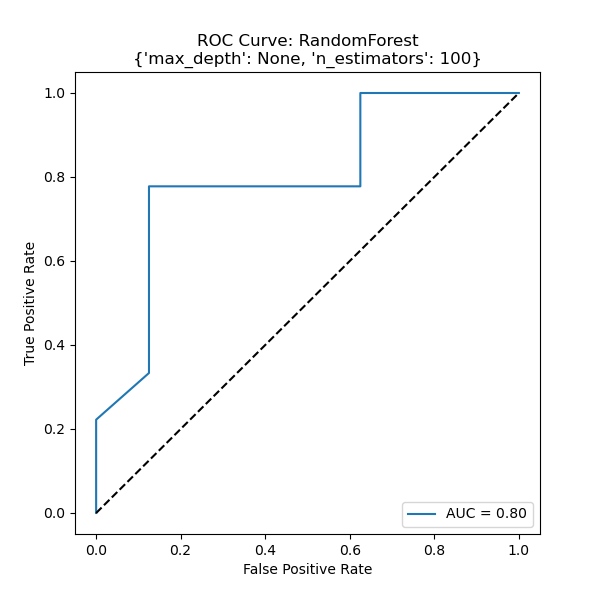 ROC Curve: RandomForest
{'max_depth': None, 'n_estimators': 100}
1.0
0.8
0.6
0.4
0.2
0.0
True Positive Rate
AUC = 0.80
0.0 0.2 0.4 0.6 0.8 1.0
False Positive Rate